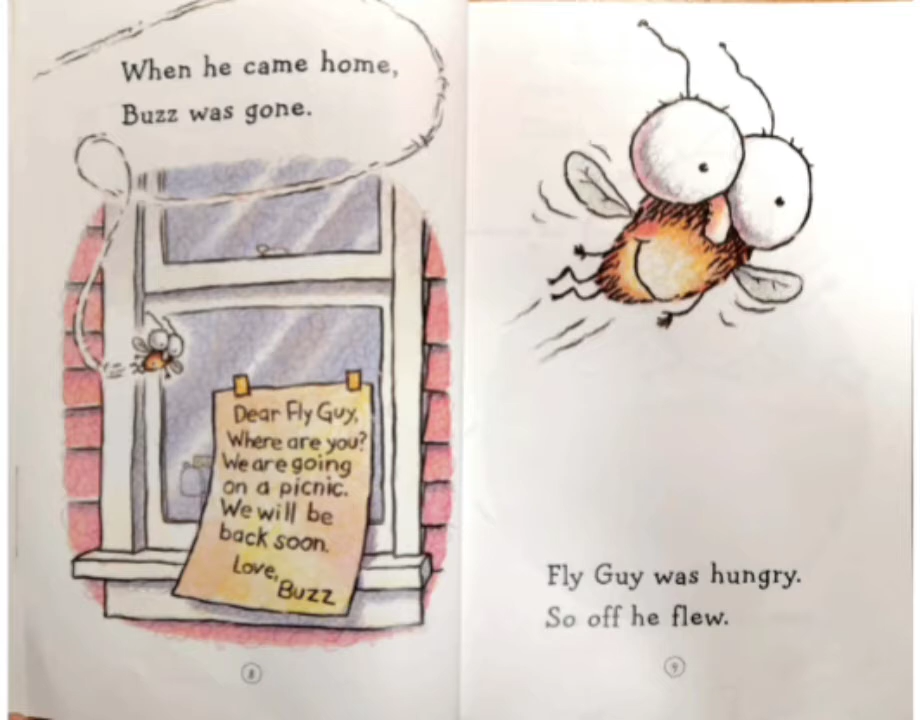 When he came home,
Buzz was gone.
Dear Fly Guy,
Where are you?
We are going
on a picnic.
We will be
back soon.
Love,
Buzz
8
Fly Guy was hungry.
So off he flew.
9